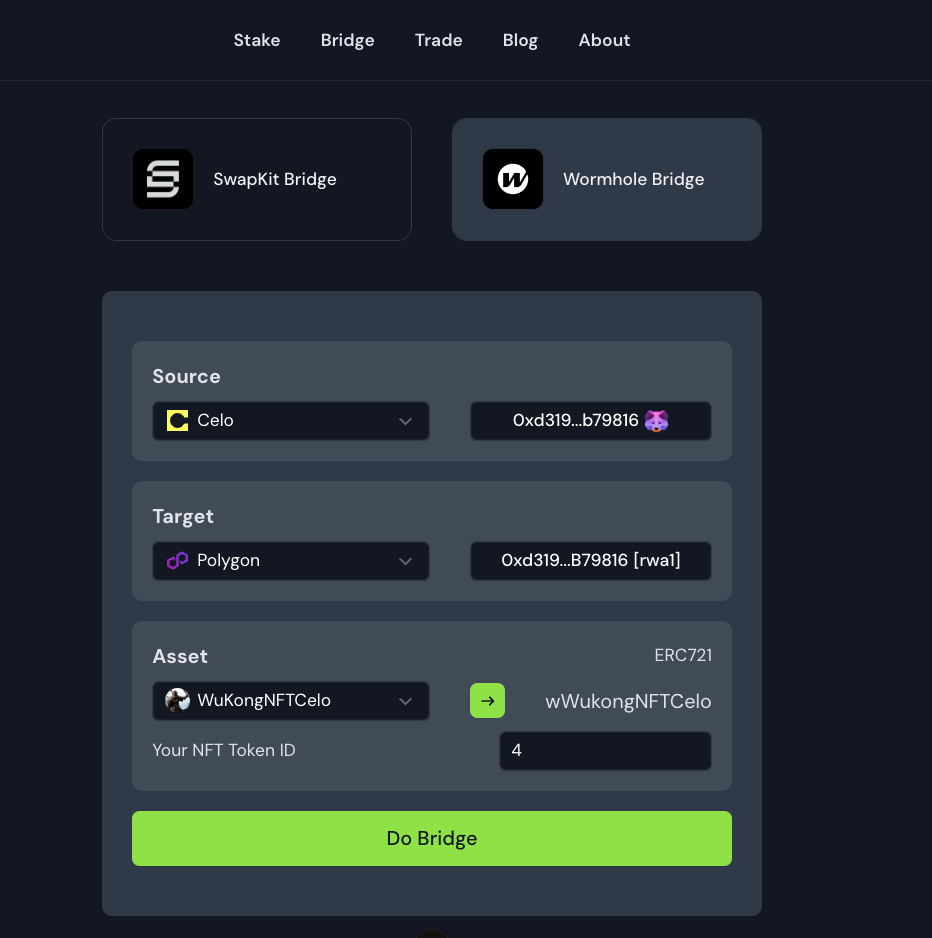 Stake Bridge Trade Blog About
SwapKit Bridge
Wormhole Bridge
Source
Celo
0xd319...b79816
Target
Polygon
0xd319...B79816 [rwa1]
Asset
ERC721
WuKongNFTCelo
wWukongNFTCelo
Your NFT Token ID
4
Do Bridge